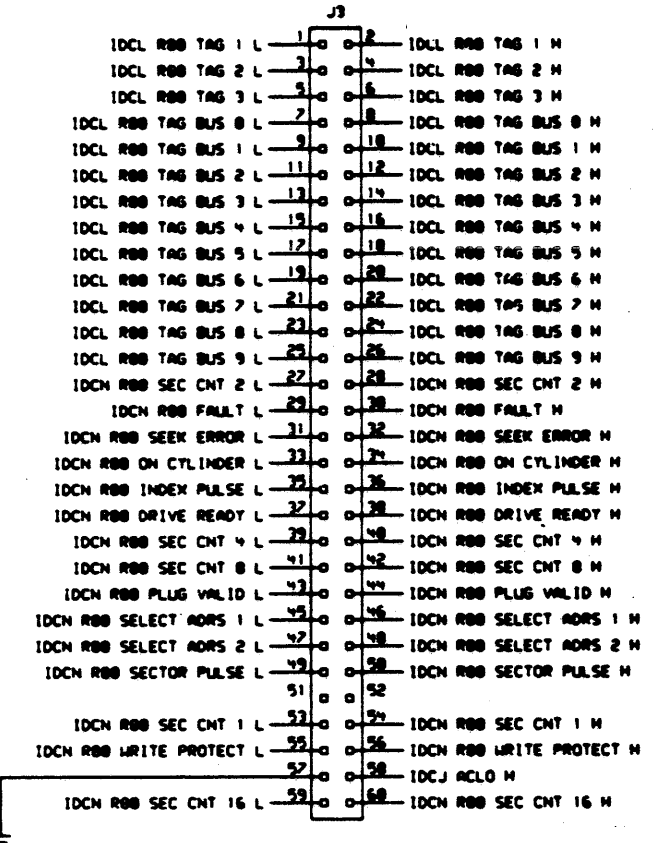 J3
IDCL R80 TAG 1 L 1 2 IDCL R80 TAG 1 H
IDCL R80 TAG 2 L 3 4 IDCL R80 TAG 2 H
IDCL R80 TAG 3 L 5 6 IDCL R80 TAG 3 H
IDCL R80 TAG BUS 0 L 7 8 IDCL R80 TAG BUS 0 H
IDCL R80 TAG BUS 1 L 9 10 IDCL R80 TAG BUS 1 H
IDCL R80 TAG BUS 2 L 11 12 IDCL R80 TAG BUS 2 H
IDCL R80 TAG BUS 3 L 13 14 IDCL R80 TAG BUS 3 H
IDCL R80 TAG BUS 4 L 15 16 IDCL R80 TAG BUS 4 H
IDCL R80 TAG BUS 5 L 17 18 IDCL R80 TAG BUS 5 H
IDCL R80 TAG BUS 6 L 19 20 IDCL R80 TAG BUS 6 H
IDCL R80 TAG BUS 7 L 21 22 IDCL R80 TAG BUS 7 H
IDCL R80 TAG BUS 8 L 23 24 IDCL R80 TAG BUS 8 H
IDCL R80 TAG BUS 9 L 25 26 IDCL R80 TAG BUS 9 H
IDCN R80 SEC CNT 2 L 27 28 IDCN R80 SEC CNT 2 H
IDCN R80 FAULT L 29 30 IDCN R80 FAULT H
IDCN R80 SEEK ERROR L 31 32 IDCN R80 SEEK ERROR H
IDCN R80 ON CYLINDER L 33 34 IDCN R80 ON CYLINDER H
IDCN R80 INDEX PULSE L 35 36 IDCN R80 INDEX PULSE H
IDCN R80 DRIVE READY L 37 38 IDCN R80 DRIVE READY H
IDCN R80 SEC CNT 4 L 39 40 IDCN R80 SEC CNT 4 H
IDCN R80 SEC CNT 8 L 41 42 IDCN R80 SEC CNT 8 H
IDCN R80 PLUG VALID L 43 44 IDCN R80 PLUG VALID H
IDCN R80 SELECT ADRS 1 L 45 46 IDCN R80 SELECT ADRS 1 H
IDCN R80 SELECT ADRS 2 L 47 48 IDCN R80 SELECT ADRS 2 H
IDCN R80 SECTOR PULSE L 49 50 IDCN R80 SECTOR PULSE H
51 52
IDCN R80 SEC CNT 1 L 53 54 IDCN R80 SEC CNT 1 H
IDCN R80 WRITE PROTECT L 55 56 IDCN R80 WRITE PROTECT H
57 58 IDCJ ACLO H
IDCN R80 SEC CNT 16 L 59 60 IDCN R80 SEC CNT 16 H